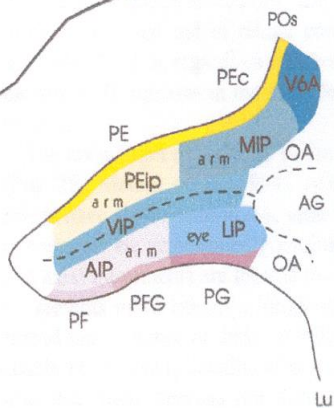 POs
PEc
V6A
PE
MIP
arm
OA
PEip
arm
AG
VIP
arm
eye LIP
AIP
OA
PF PFG PG
Lu